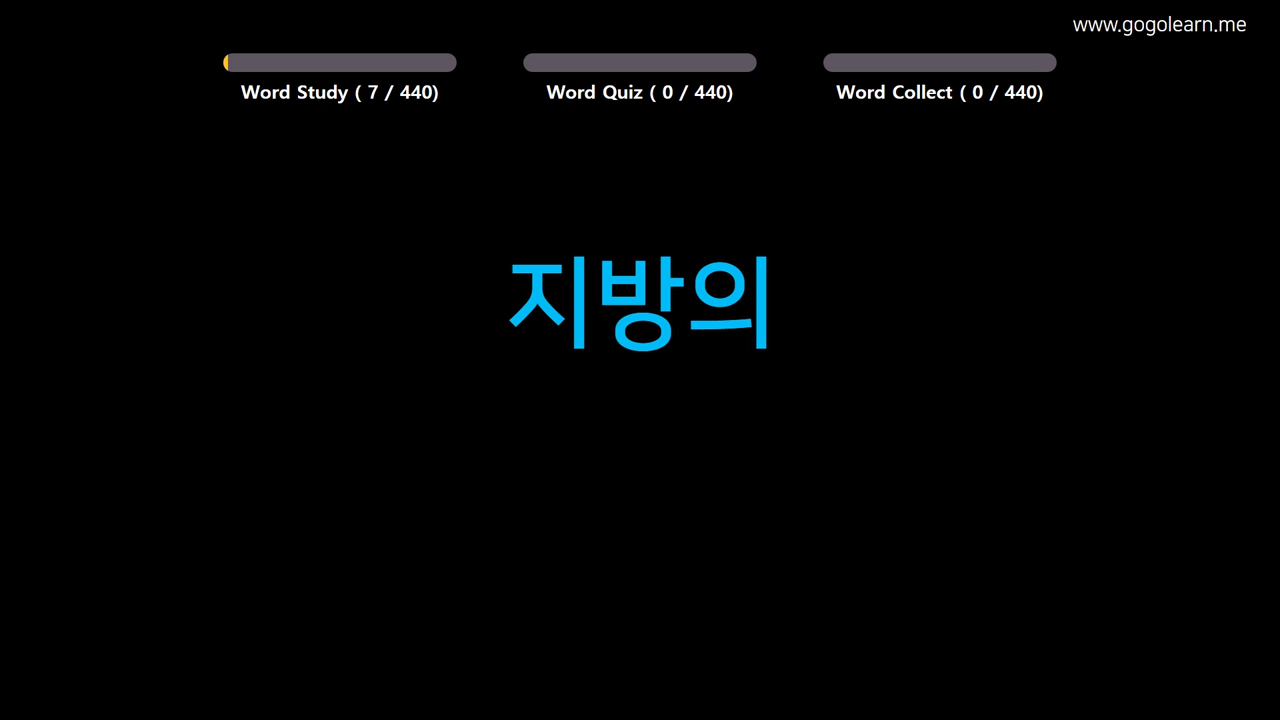 www.gogolearn.me
Word Study ( 7 / 440)
Word Quiz ( 0 / 440)
Word Collect ( 0 / 440)
지방의